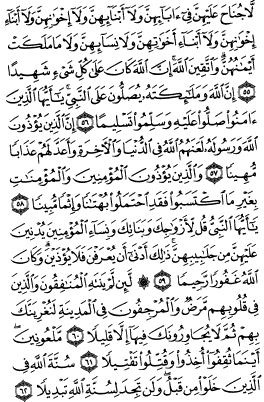 لَّا جُنَاحَ عَلَيْهِنَّ فِىٓ ءَابَآئِهِنَّ وَلَآ أَبْنَآئِهِنَّ وَلَآ إِخْوَٰنِهِنَّ وَلَآ أَبْنَآءِ
إِخْوَٰنِهِنَّ وَلَآ أَبْنَآءِ أَخَوَٰتِهِنَّ وَلَا نِسَآئِهِنَّ وَلَا مَا مَلَكَتْ
أَيْمَٰنُهُنَّ ۗ وَٱتَّقِينَ ٱللَّهَ ۚ إِنَّ ٱللَّهَ كَانَ عَلَىٰ كُلِّ شَىْءٍ شَهِيدًا
٥٥ إِنَّ ٱللَّهَ وَمَلَٰٓئِكَتَهُۥ يُصَلُّونَ عَلَى ٱلنَّبِىِّ ۚ يَٰٓأَيُّهَا ٱلَّذِينَ
ءَامَنُوا۟ صَلُّوا۟ عَلَيْهِ وَسَلِّمُوا۟ تَسْلِيمًا ٥٦ إِنَّ ٱلَّذِينَ يُؤْذُونَ
ٱللَّهَ وَرَسُولَهُۥ لَعَنَهُمُ ٱللَّهُ فِى ٱلدُّنْيَا وَٱلْءَاخِرَةِ وَأَعَدَّ لَهُمْ عَذَابًا
مُّهِينًا ٥٧ وَٱلَّذِينَ يُؤْذُونَ ٱلْمُؤْمِنِينَ وَٱلْمُؤْمِنَٰتِ
بِغَيْرِ مَا ٱكْتَسَبُوا۟ فَقَدِ ٱحْتَمَلُوا۟ بُهْتَٰنًا وَإِثْمًا مُّبِينًا ٥٨
يَٰٓأَيُّهَا ٱلنَّبِىُّ قُل لِّأَزْوَٰجِكَ وَبَنَاتِكَ وَنِسَآءِ ٱلْمُؤْمِنِينَ يُدْنِينَ
عَلَيْهِنَّ مِن جَلَٰبِيبِهِنَّ ۚ ذَٰلِكَ أَدْنَىٰٓ أَن يُعْرَفْنَ فَلَا يُؤْذَيْنَ ۗ وَكَانَ
ٱللَّهُ غَفُورًا رَّحِيمًا ٥٩ ۞ لَّئِن لَّمْ يَنتَهِ ٱلْمُنَٰفِقُونَ وَٱلَّذِينَ
فِى قُلُوبِهِم مَّرَضٌ وَٱلْمُرْجِفُونَ فِى ٱلْمَدِينَةِ لَنُغْرِيَنَّكَ
بِهِمْ ثُمَّ لَا يُجَاوِرُونَكَ فِيهَآ إِلَّا قَلِيلًا ٦٠ مَّلْعُونِينَ ۖ
أَيْنَمَا ثُقِفُوٓا۟ أُخِذُوا۟ وَقُتِّلُوا۟ تَقْتِيلًا ٦١ سُنَّةَ ٱللَّهِ فِى
ٱلَّذِينَ خَلَوْا۟ مِن قَبْلُ ۖ وَلَن تَجِدَ لِسُنَّةِ ٱللَّهِ تَبْدِيلًا ٦٢